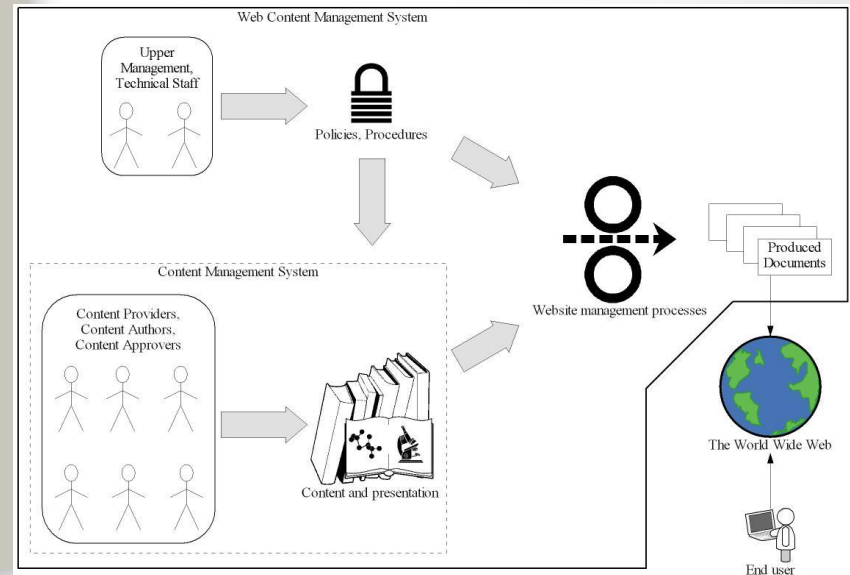 Web Content Management System
Upper
Management,
Technical Staff
Policies, Procedures
Content Management System
Content Providers,
Content Authors,
Content Approvers
Content and presentation
Website management processes
Produced
Documents
The World Wide Web
End user